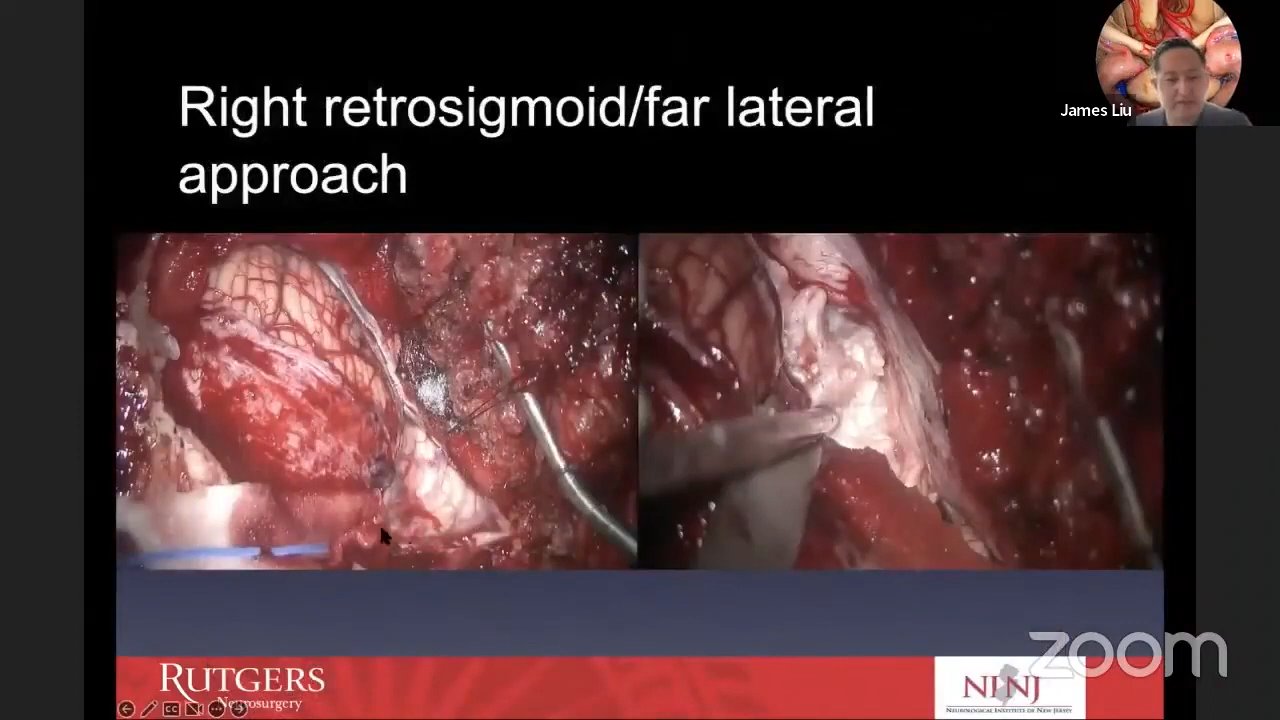 Right retrosigmoid/far lateral
approach
James Liu
RUTGERS
Neurosurgery
NINJ
NEUROLOGICAL INSTITUTE OF NEW JERSEY
zoom